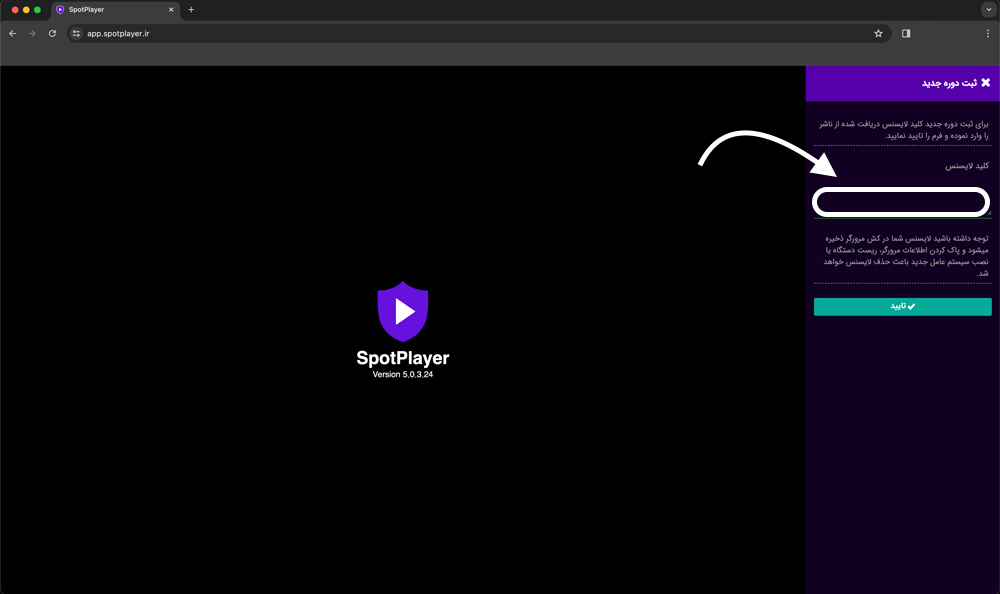 SpotPlayer
app.spotplayer.ir
ثبت دوره جدید
برای ثبت دوره جدید کلید لایسنس دریافت شده از ناشر
را وارد نموده و فرم را تایید نمایید.
کلید لایسنس
توجه داشته باشید لایسنس شما در کش مرورگر ذخیره
میشود و پاک کردن اطلاعات مرورگر، ریست دستگاه یا
نصب سیستم عامل جدید باعث حذف لایسنس خواهد
شد.
تایید
SpotPlayer
Version 5,0,3,24